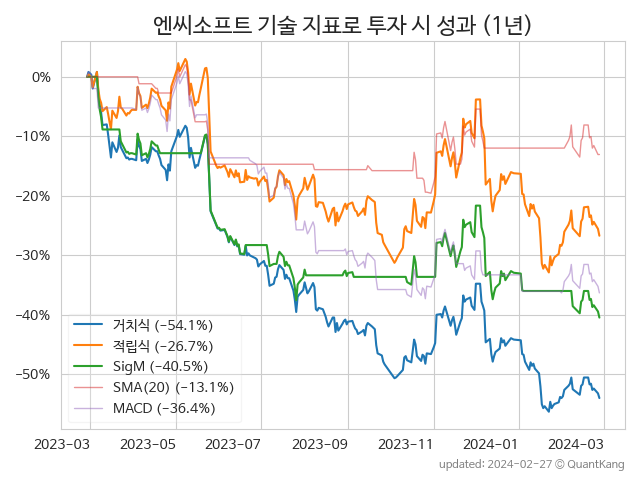 엔씨소프트 기술 지표로 투자 시 성과 (1년)
0%
−10%
−20%
−30%
−40%
−50%
거치식 (−54.1%)
적립식 (−26.7%)
SigM (−40.5%)
SMA(20) (−13.1%)
MACD (−36.4%)
2023-03 2023-05 2023-07 2023-09 2023-11 2024-01 2024-03
updated: 2024-02-27 © QuantKang